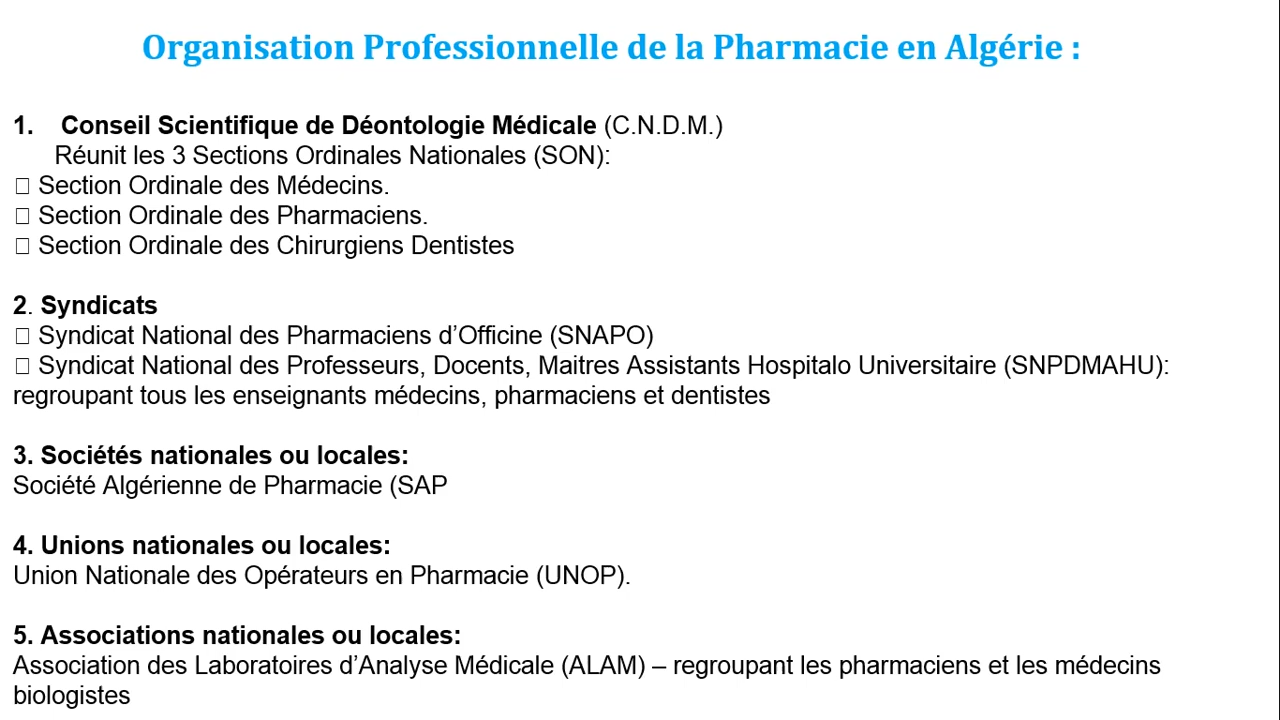 Organisation Professionnelle de la Pharmacie en Algérie :
1. Conseil Scientifique de Déontologie Médicale (C.N.D.M.)
Réunit les 3 Sections Ordinales Nationales (SON):
□ Section Ordinale des Médecins.
□ Section Ordinale des Pharmaciens.
□ Section Ordinale des Chirurgiens Dentistes
2. Syndicats
□ Syndicat National des Pharmaciens d’Officine (SNAPO)
□ Syndicat National des Professeurs, Docents, Maitres Assistants Hospitalo Universitaire (SNPDMAHU):
regroupant tous les enseignants médecins, pharmaciens et dentistes
3. Sociétés nationales ou locales:
Société Algérienne de Pharmacie (SAP
4. Unions nationales ou locales:
Union Nationale des Opérateurs en Pharmacie (UNOP).
5. Associations nationales ou locales:
Association des Laboratoires d’Analyse Médicale (ALAM) – regroupant les pharmaciens et les médecins
biologistes